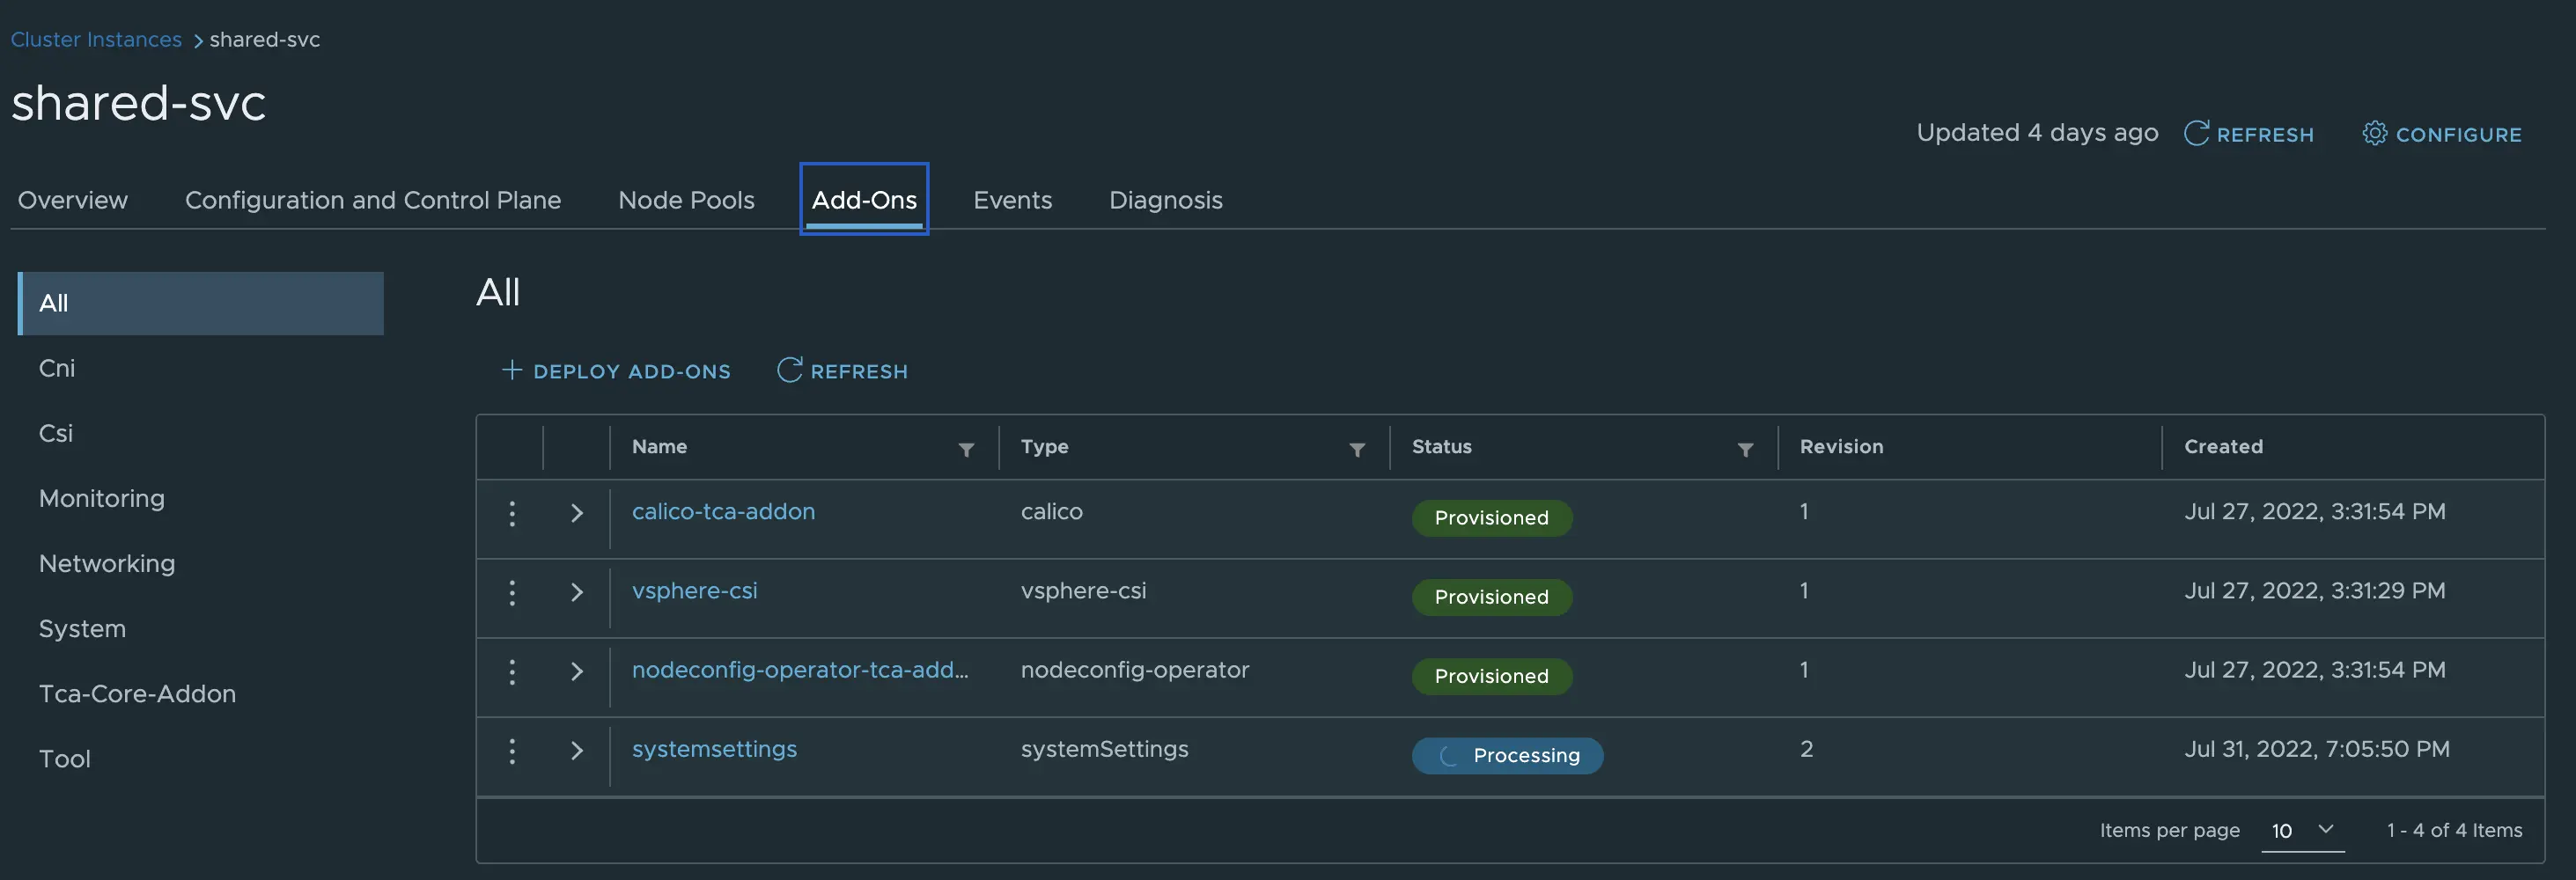 Cluster Instances > shared-svc
shared-svc
Updated 4 days ago REFRESH CONFIGURE
Overview Configuration and Control Plane Node Pools Add-Ons Events Diagnosis
All
Cni
Csi
Monitoring
Networking
System
Tca-Core-Addon
Tool
All
+ DEPLOY ADD-ONS REFRESH
Name Type Status Revision Created
calico-tca-addon calico Provisioned 1 Jul 27, 2022, 3:31:54 PM
vsphere-csi vsphere-csi Provisioned 1 Jul 27, 2022, 3:31:29 PM
nodeconfig-operator-tca-add... nodeconfig-operator Provisioned 1 Jul 27, 2022, 3:31:54 PM
systemsettings systemSettings Processing 2 Jul 31, 2022, 7:05:50 PM
Items per page 10 1 - 4 of 4 Items